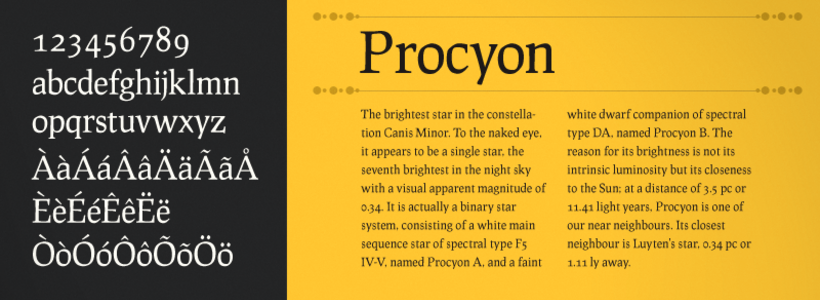 123456789
abcdefghijklmn
opqrstuvwxyz
ÀàÁáÂâÄäÃãÅ
ÈèÉéÊêËë
ÒòÓóÔôÕõÖö
Procyon
The brightest star in the constella-
tion Canis Minor. To the naked eye,
it appears to be a single star, the
seventh brightest in the night sky
with a visual apparent magnitude of
0.34. It is actually a binary star
system, consisting of a white main
sequence star of spectral type F5
IV-V, named Procyon A, and a faint
white dwarf companion of spectral
type DA, named Procyon B. The
reason for its brightness is not its
intrinsic luminosity but its closeness
to the Sun; at a distance of 3.5 pc or
11.41 light years, Procyon is one of
our near neighbours. Its closest
neighbour is Luyten's star, 0.34 pc or
1.11 ly away.